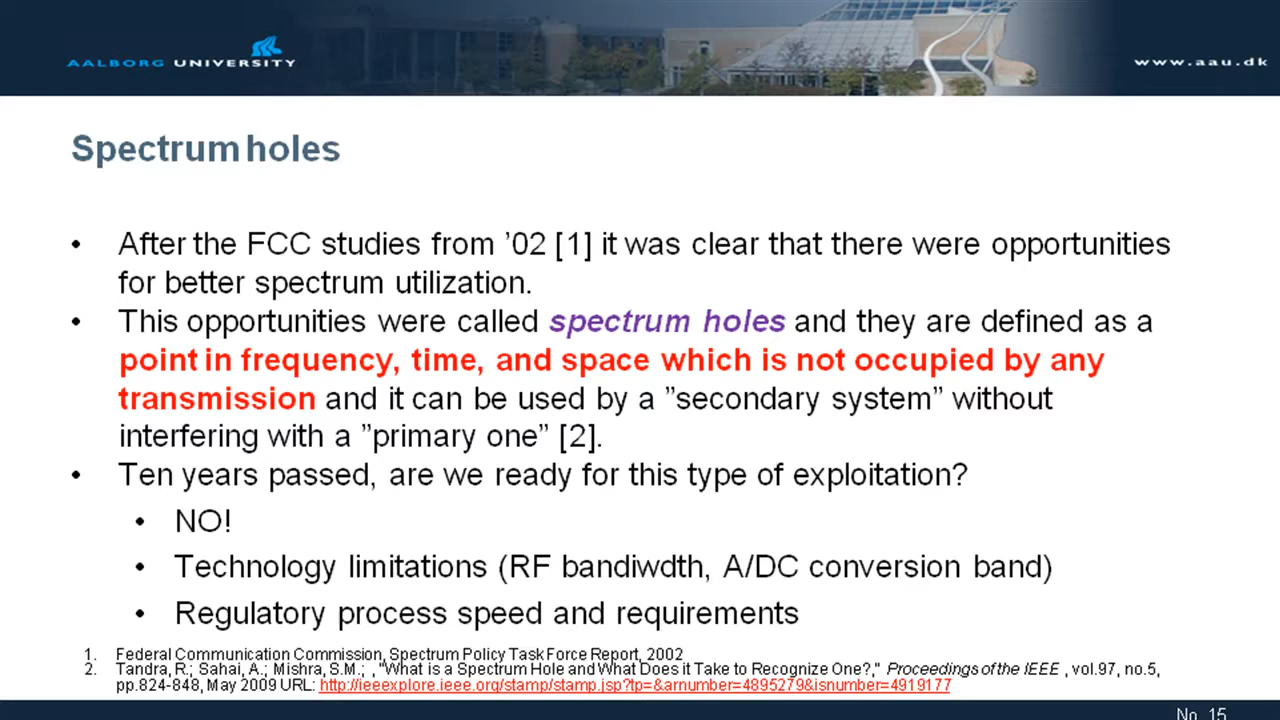 AALBORG UNIVERSITY
www.aau.dk
Spectrum holes
• After the FCC studies from ’02 [1] it was clear that there were opportunities
for better spectrum utilization.
• This opportunities were called spectrum holes and they are defined as a
point in frequency, time, and space which is not occupied by any
transmission and it can be used by a ”secondary system” without
interfering with a ”primary one” [2].
• Ten years passed, are we ready for this type of exploitation?
• NO!
• Technology limitations (RF bandiwdth, A/DC conversion band)
• Regulatory process speed and requirements
1. Federal Communication Commission, Spectrum Policy Task Force Report, 2002
2. Tandra, R.; Sahai, A.; Mishra, S.M.; , "What is a Spectrum Hole and What Does it Take to Recognize One?," Proceedings of the IEEE , vol.97, no.5,
pp.824-848, May 2009 URL: http://ieeexplore.ieee.org/stamp/stamp.jsp?tp=&arnumber=4895279&isnumber=4919177
No. 15